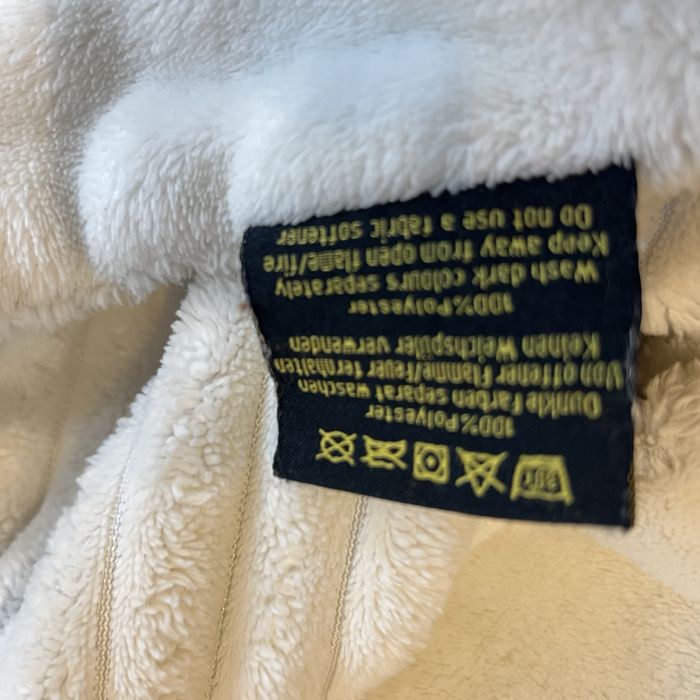 100%Polyester
Dunkle Farben separat waschen
Von offener Flamme/Feuer fernhalten
Keinen Weichspüler verwenden
100%Polyester
Wash dark colours separately
Keep away from open flame/fire
Do not use a fabric softener